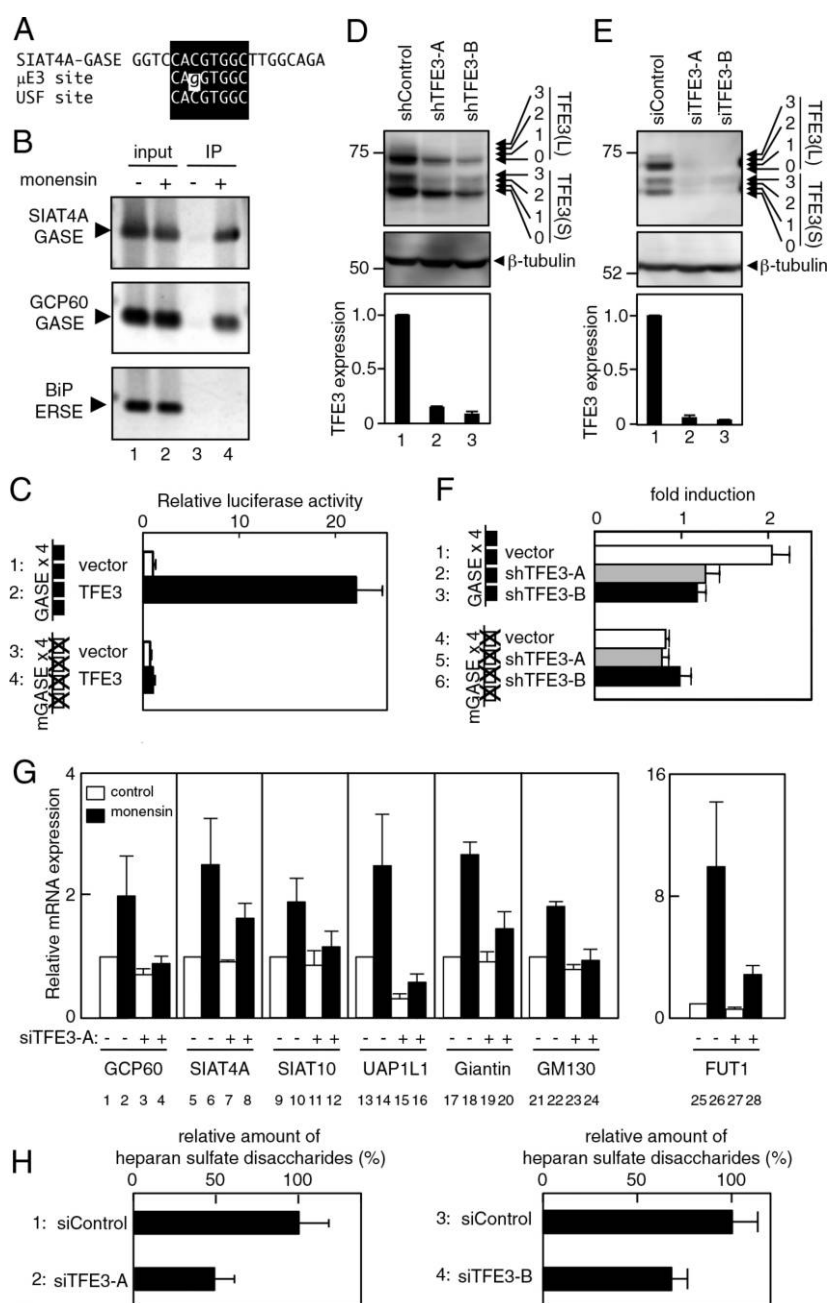 A
SIAT4A-GASE GGTCCACGTGGCTTGGCAGA
μE3 site CAgGTGGC
USF site CACGTGGC
B
input IP
monensin - + - +
SIAT4A
GASE
GCP60
GASE
BiP
ERSE
1 2 3 4
C
Relative luciferase activity
0 10 20
GASE x 4
1: vector
2: TFE3
mGASE x 4
3: vector
4: TFE3
D
shControl
shTFE3-A
shTFE3-B
75
3
2
1
0
TFE3(L)
3
2
1
0
TFE3(S)
50
β-tubulin
TFE3 expression
1.0
0.5
0
1 2 3
E
siControl
siTFE3-A
siTFE3-B
75
3
2
1
0
TFE3(L)
3
2
1
0
TFE3(S)
52
β-tubulin
TFE3 expression
1.0
0.5
0
1 2 3
F
fold induction
0 1 2
GASE x 4
1: vector
2: shTFE3-A
3: shTFE3-B
mGASE x 4
4: vector
5: shTFE3-A
6: shTFE3-B
G
Relative mRNA expression
4
2
0
control
monensin
16
8
0
siTFE3-A: - - + + - - + + - - + + - - + + - - + + - - + + - - + +
GCP60 SIAT4A SIAT10 UAP1L1 Giantin GM130 FUT1
1 2 3 4 5 6 7 8 9 10 11 12 13 14 15 16 17 18 19 20 21 22 23 24 25 26 27 28
H
relative amount of
heparan sulfate disaccharides (%)
0 50 100
1: siControl
2: siTFE3-A
relative amount of
heparan sulfate disaccharides (%)
0 50 100
3: siControl
4: siTFE3-B